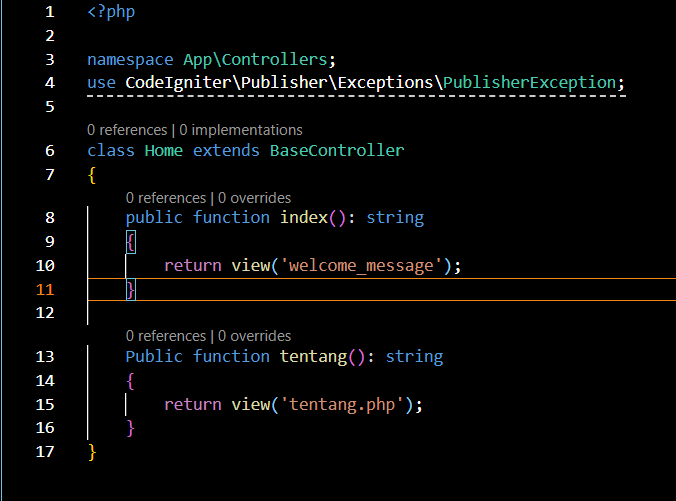 1 <?php
2
3 namespace App\Controllers;
4 use CodeIgniter\Publisher\Exceptions\PublisherException;
5
0 references | 0 implementations
6 class Home extends BaseController
7 {
0 references | 0 overrides
8 public function index(): string
9 {
10 return view('welcome_message');
11 }
12
0 references | 0 overrides
13 Public function tentang(): string
14 {
15 return view('tentang.php');
16 }
17 }